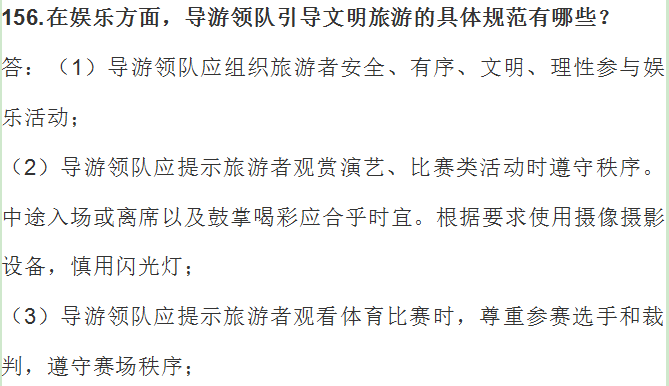 156.在娱乐方面，导游领队引导文明旅游的具体规范有哪些？
答：（1）导游领队应组织旅游者安全、有序、文明、理性参与娱
乐活动；
（2）导游领队应提示旅游者观赏演艺、比赛类活动时遵守秩序。
中途入场或离席以及鼓掌喝彩应合乎时宜。根据要求使用摄像摄影
设备，慎用闪光灯；
（3）导游领队应提示旅游者观看体育比赛时，尊重参赛选手和裁
判，遵守赛场秩序；